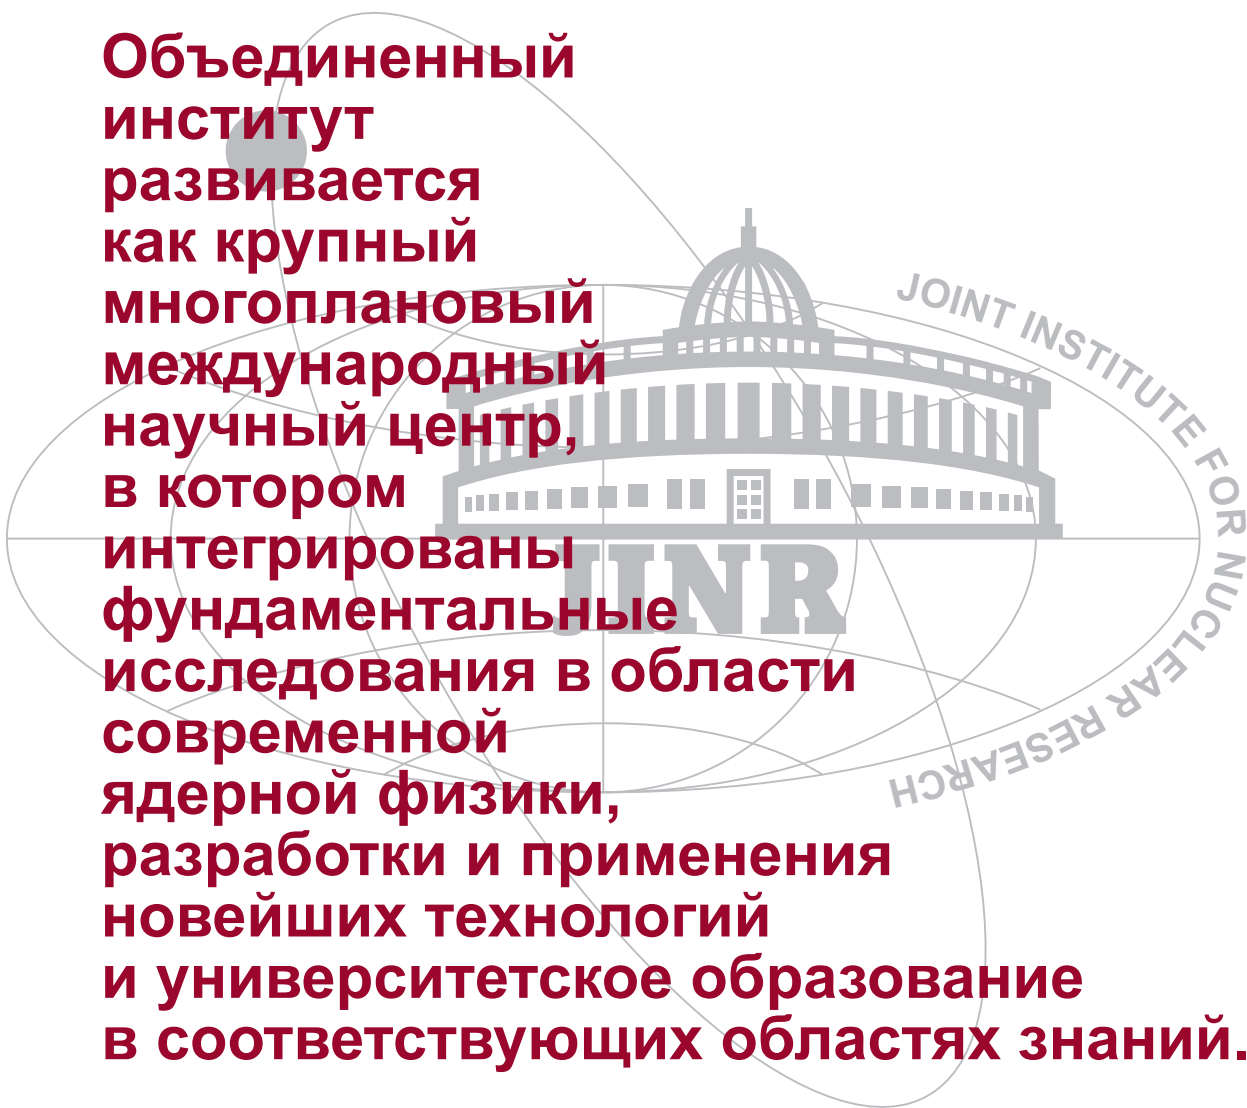 Объединенный
институт
развивается
как крупный
многоплановый
международный
научный центр,
в котором
интегрированы
фундаментальные
исследования в области
современной
ядерной физики,
разработки и применения
новейших технологий
и университетское образование
в соответствующих областях знаний.
JOINT INSTITUTE FOR NUCLEAR RESEARCH
JINR